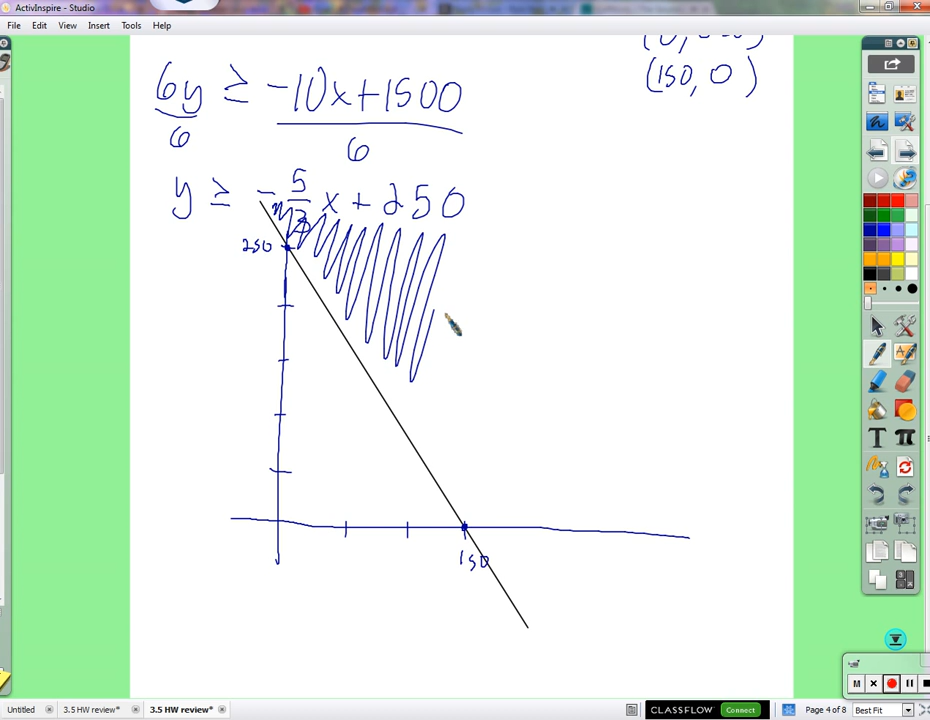 ActivInspire - Studio
File Edit View Insert Tools Help
(150, 0)
6y ≥ -10x+1500
6 6
y ≥ - 5/3 x + 250
250
150
M
Untitled 3.5 HW review* 3.5 HW review* CLASSFLOW Connect Page 4 of 8 Best Fit